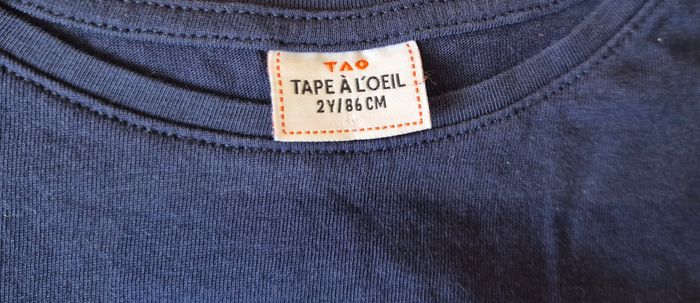 TAO
TAPE À L'OEIL
2Y/86CM